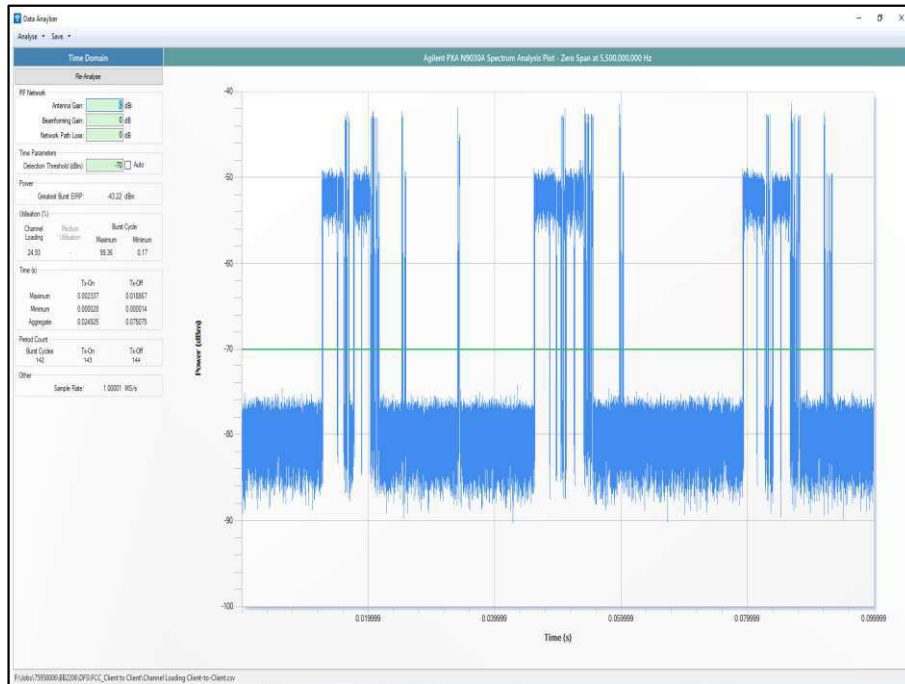 Data Analyser
Analyse Save
Time Domain
Agilent PXA N9030A Spectrum Analysis Plot - Zero Span at 5,500,000,000 Hz
Re-Analyse
RF Network
Antenna Gain: dBi
Beamforming Gain: 0 dB
Network Path Loss: 0 dB
Time Parameters
Detection Threshold (dBm): -70 Auto
Power
Greatest Burst EIRP: -43.22 dBm
Utilisation (%)
Channel Loading Medium Utilisation Burst Cycle
Maximum Minimum
24.93 - 99.36 0.17
Time (s)
Tx-On Tx-Off
Maximum 0.002337 0.018867
Minimum 0.000028 0.000014
Aggregate 0.024925 0.075075
Period Count
Burst Cycles Tx-On Tx-Off
142 143 144
Other
Sample Rate: 1.00001 MS/s
-40
-50
-60
-70
-80
-90
-100
Power (dBm)
0.019999 0.039999 0.059999 0.079999 0.099999
Time (s)